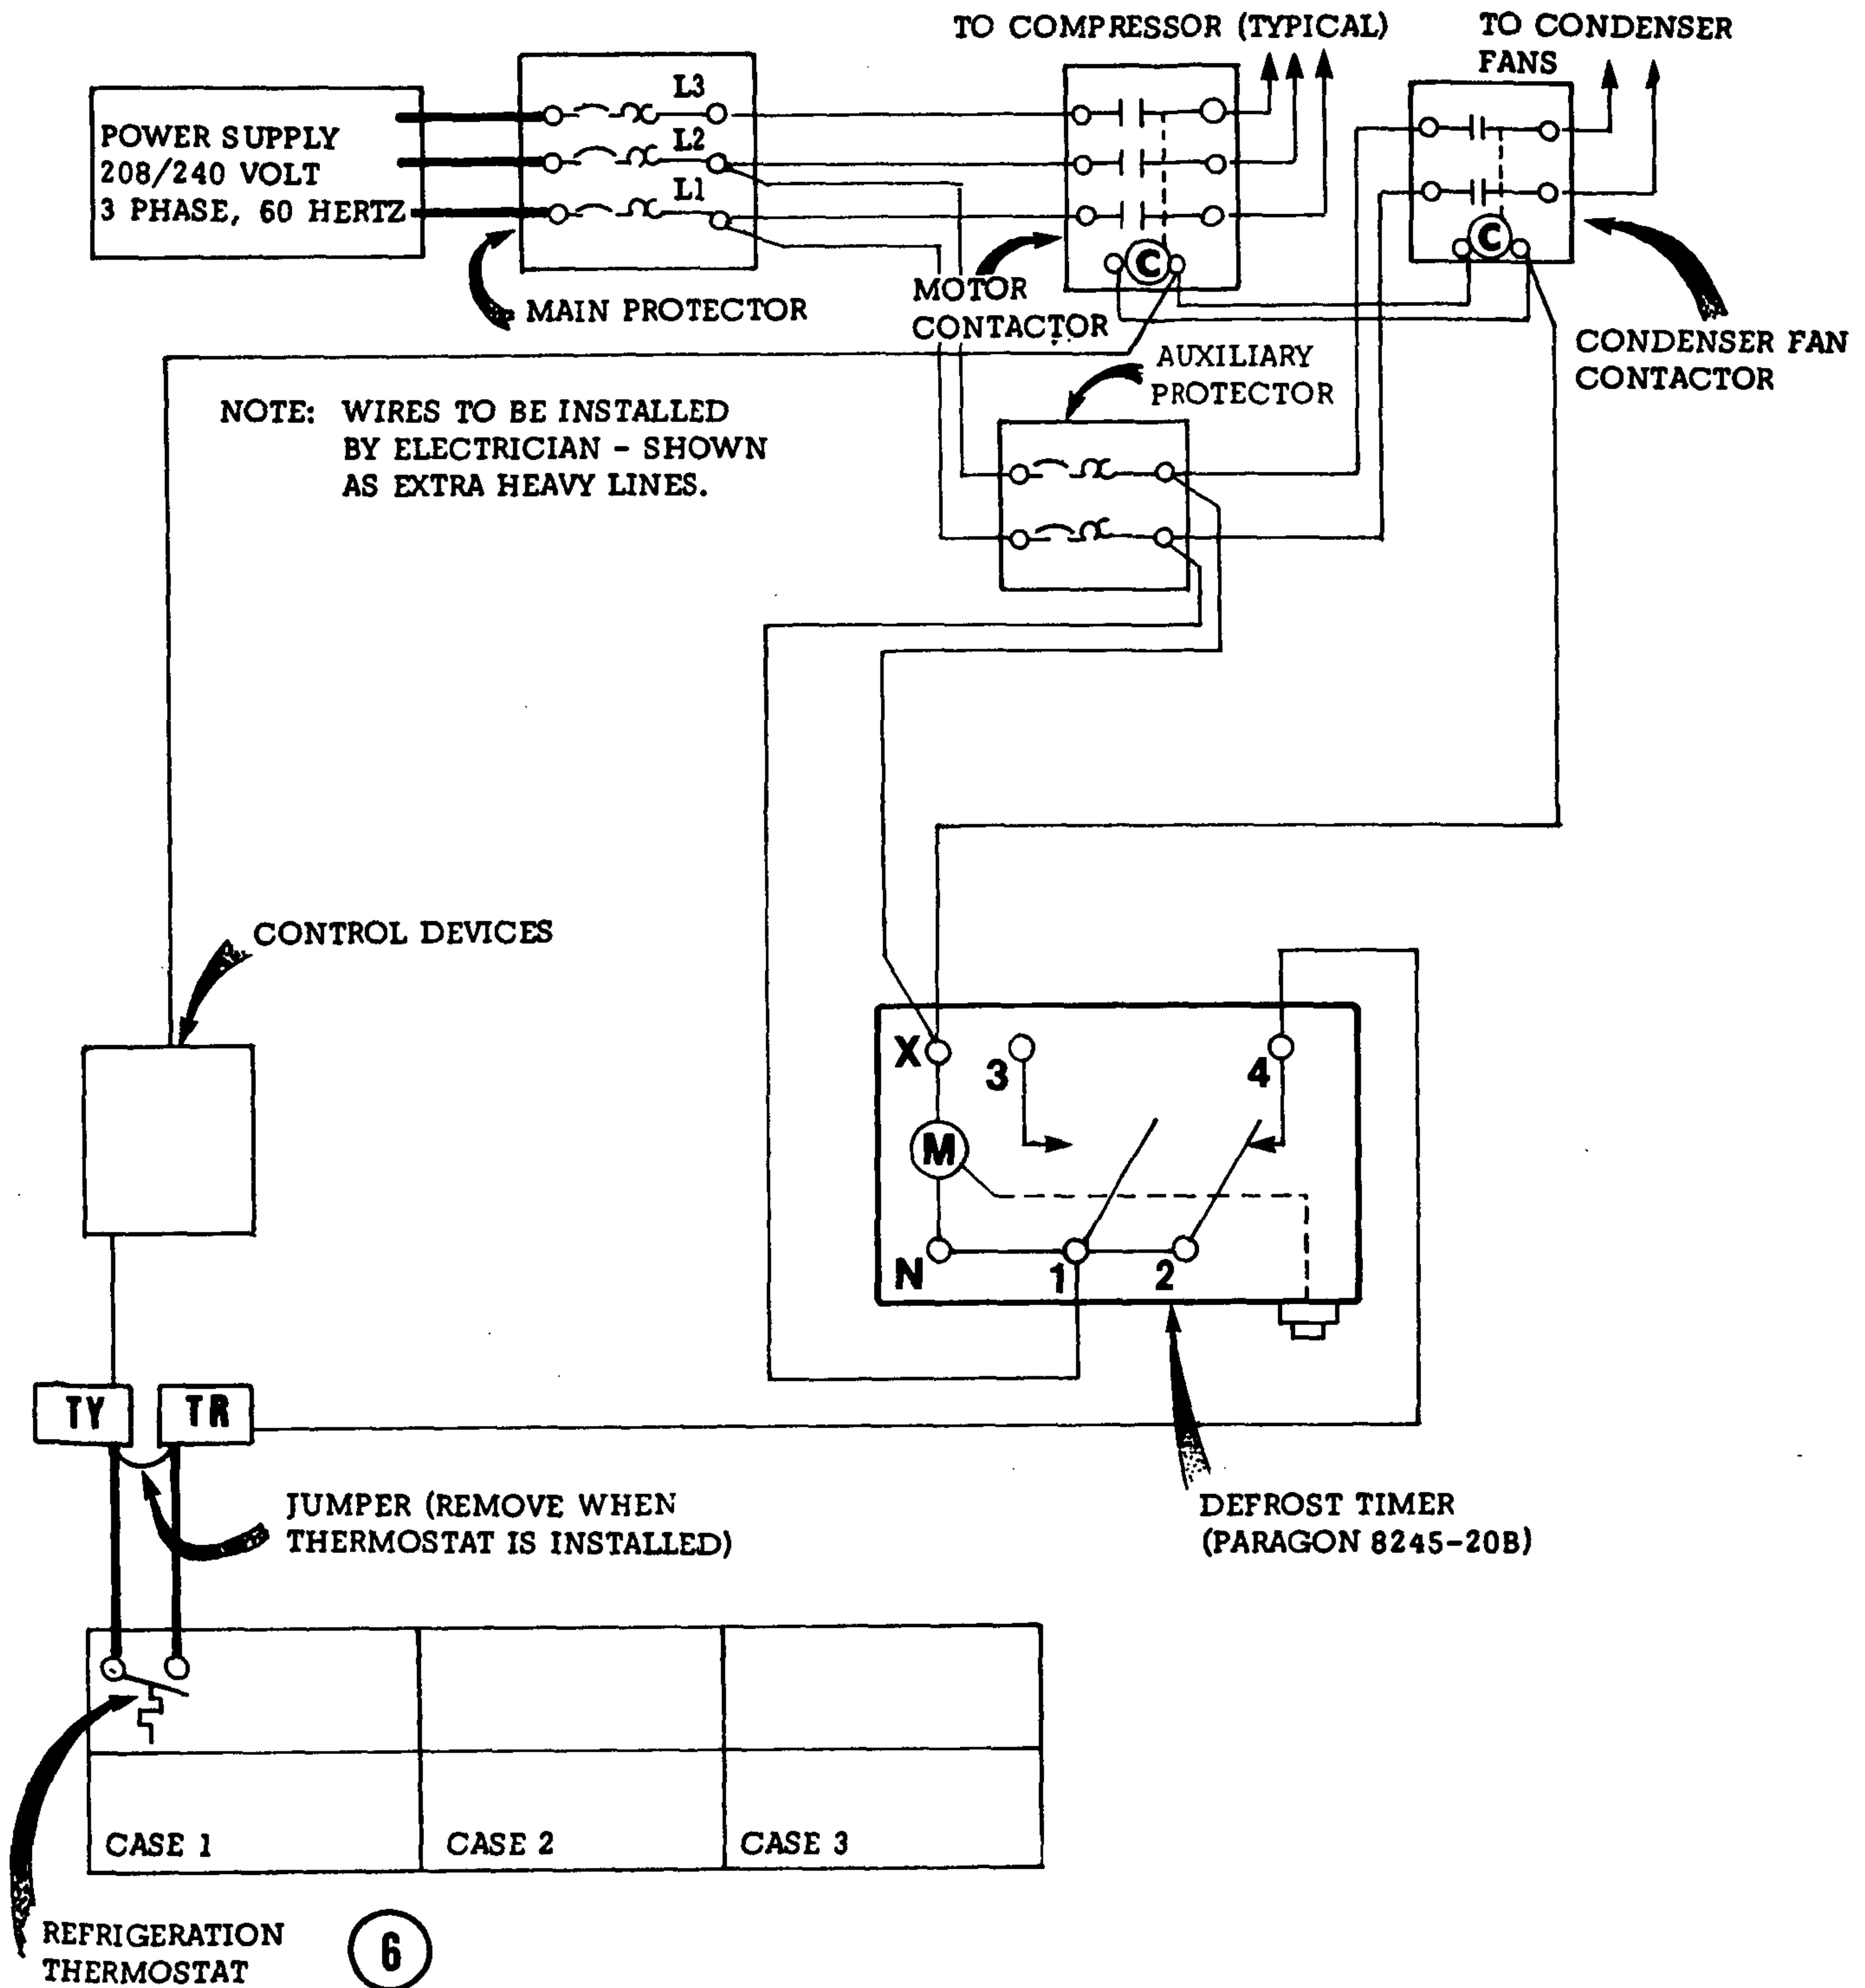 TO COMPRESSOR (TYPICAL)
TO CONDENSER
FANS
POWER SUPPLY
208/240 VOLT
3 PHASE, 60 HERTZ
L3
L2
L1
C
C
MAIN PROTECTOR
MOTOR
CONTACTOR
CONDENSER FAN
CONTACTOR
AUXILIARY
PROTECTOR
NOTE: WIRES TO BE INSTALLED
BY ELECTRICIAN - SHOWN
AS EXTRA HEAVY LINES.
CONTROL DEVICES
X
3
4
M
N
1
2
TY
TR
JUMPER (REMOVE WHEN
THERMOSTAT IS INSTALLED)
DEFROST TIMER
(PARAGON 8245-20B)
CASE 1
CASE 2
CASE 3
REFRIGERATION
THERMOSTAT
6